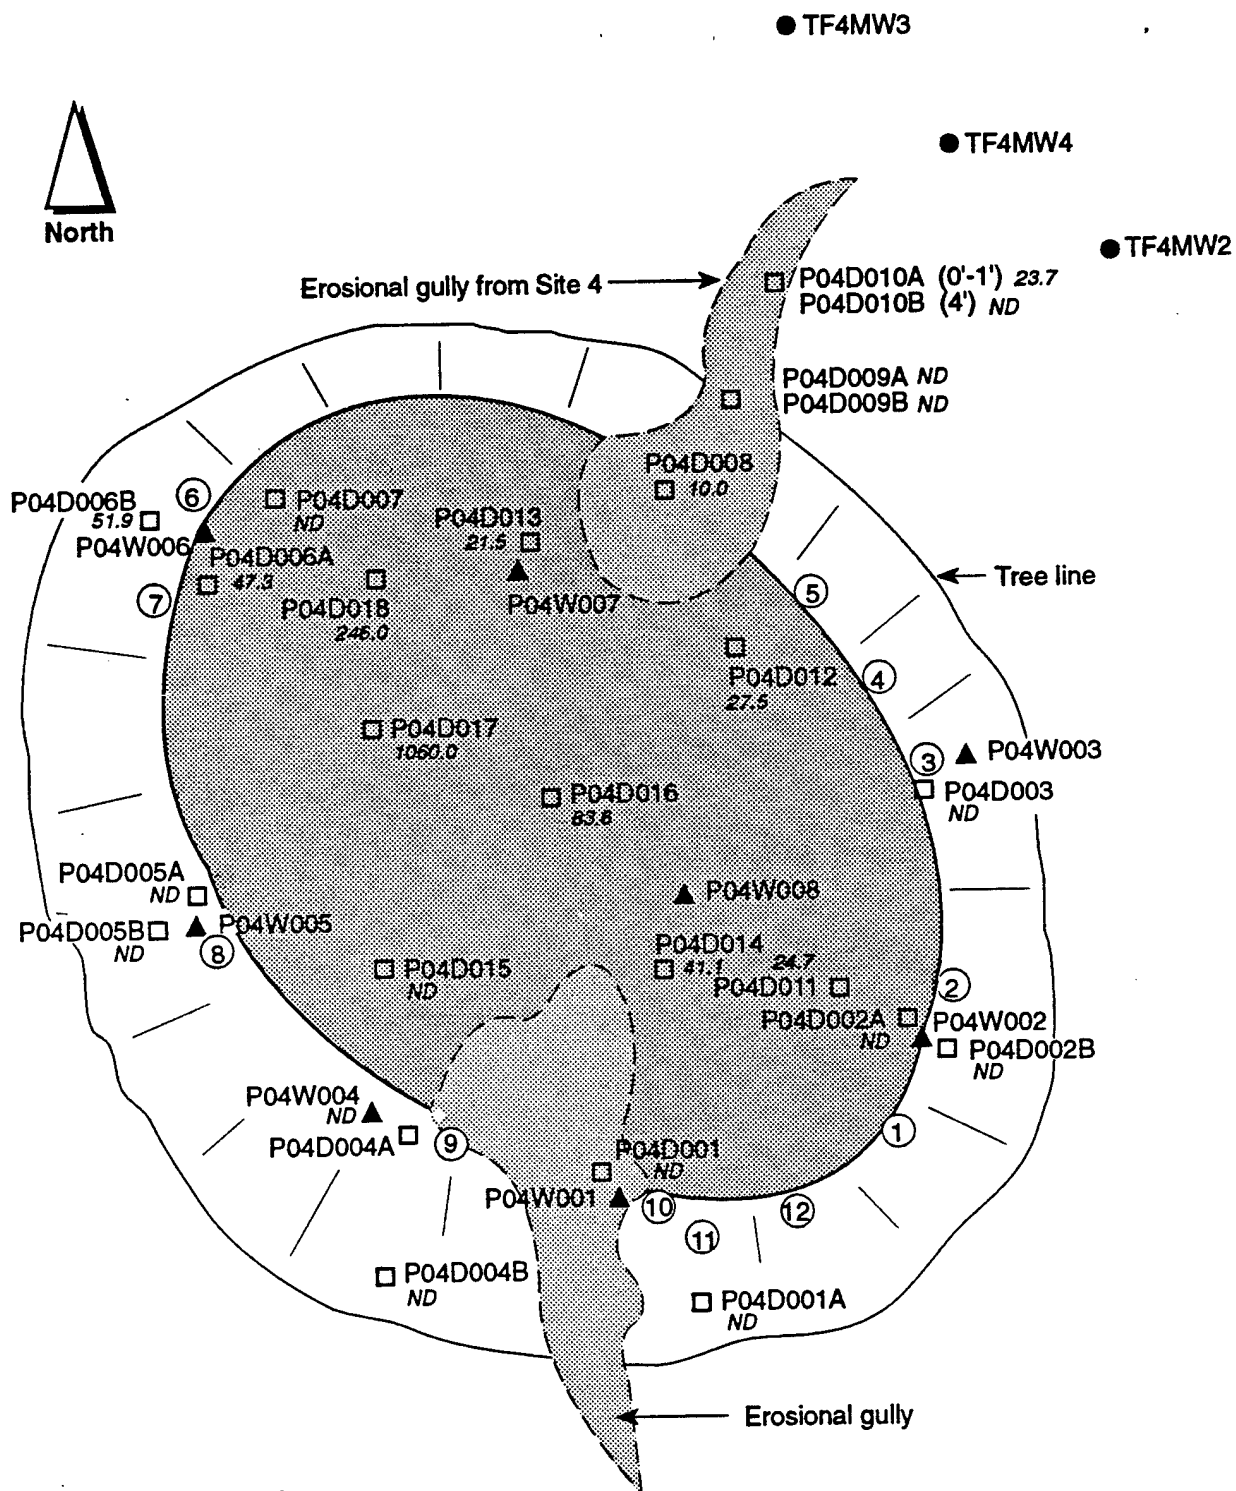 TF4MW3
TF4MW4
North
TF4MW2
Erosional gully from Site 4
P04D010A (0'-1') 23.7
P04D010B (4') ND
P04D009A ND
P04D009B ND
P04D008
10.0
6
P04D006B
51.9
P04W006
P04D007
ND
P04D013
21.5
P04D006A
47.3
7
P04D018
246.0
P04W007
5
Tree line
P04D012
27.5
4
P04D017
1060.0
3
P04W003
P04D003
ND
P04D016
83.6
P04D005A
ND
P04D005B
ND
P04W005
8
P04W008
P04D014
41.1
24.7
P04D011
P04D015
ND
2
P04D002A
ND
P04W002
P04D002B
ND
P04W004
ND
P04D004A
9
1
P04D001
ND
P04W001
10
11
12
P04D004B
ND
P04D001A
ND
Erosional gully